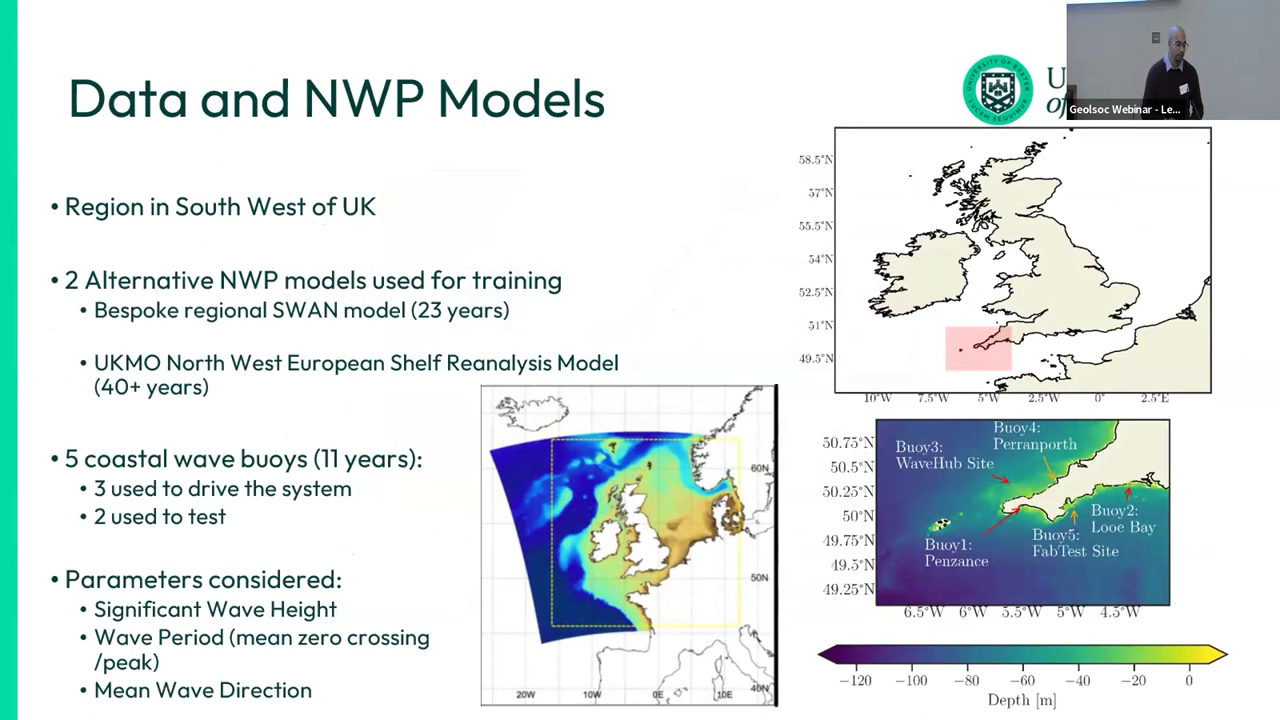 Data and NWP Models
UNIVERSITY OF EXETER
LUCEM SEQUIMUR
U
of
Geolsoc Webinar - Le...
• Region in South West of UK
• 2 Alternative NWP models used for training
• Bespoke regional SWAN model (23 years)
• UKMO North West European Shelf Reanalysis Model
(40+ years)
• 5 coastal wave buoys (11 years):
• 3 used to drive the system
• 2 used to test
• Parameters considered:
• Significant Wave Height
• Wave Period (mean zero crossing
/peak)
• Mean Wave Direction
60N
50N
40N
20W 10W 0E 10E
58.5°N
57°N
55.5°N
54°N
52.5°N
51°N
49.5°N
10°W 7.5°W 5°W 2.5°W 0° 2.5°E
50.75°N
50.5°N
50.25°N
50°N
49.75°N
49.5°N
49.25°N
Buoy4:
Perranporth
Buoy3:
WaveHub Site
Buoy2:
Looe Bay
Buoy5:
FabTest Site
Buoy1:
Penzance
6.5°W 6°W 5.5°W 5°W 4.5°W
−120 −100 −80 −60 −40 −20 0
Depth [m]